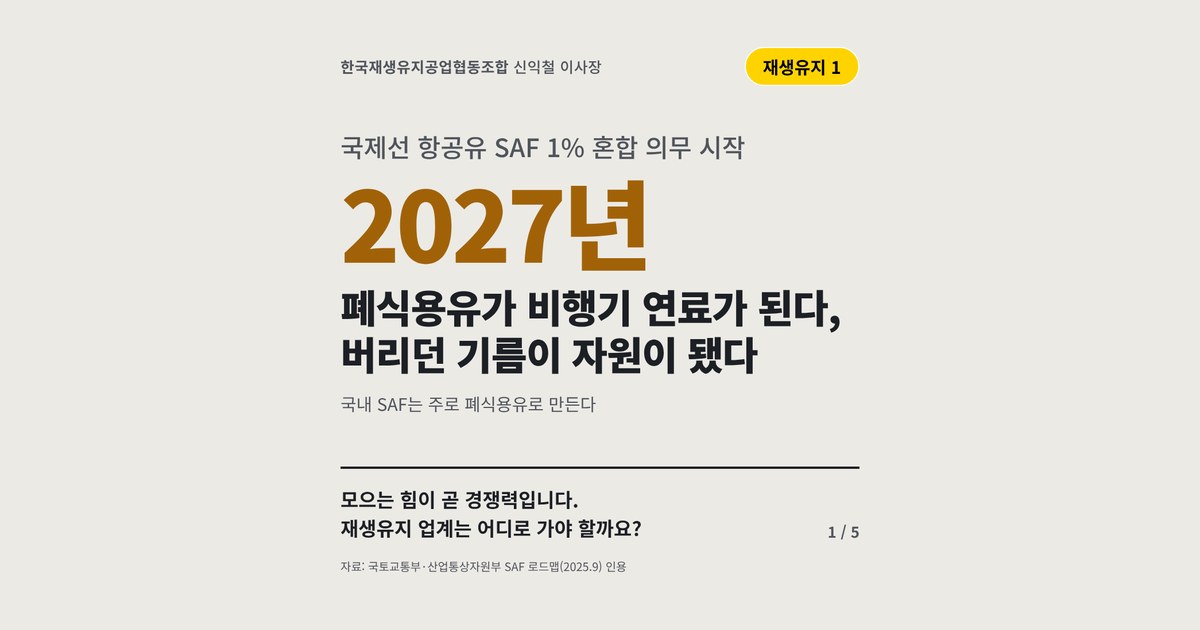 한국재생유지공업협동조합 신익철 이사장
재생유지 1
국제선 항공유 SAF 1% 혼합 의무 시작
2027년
폐식용유가 비행기 연료가 된다,
버리던 기름이 자원이 됐다
국내 SAF는 주로 폐식용유로 만든다
모으는 힘이 곧 경쟁력입니다.
재생유지 업계는 어디로 가야 할까요?
1 / 5
자료: 국토교통부·산업통상자원부 SAF 로드맵(2025.9) 인용